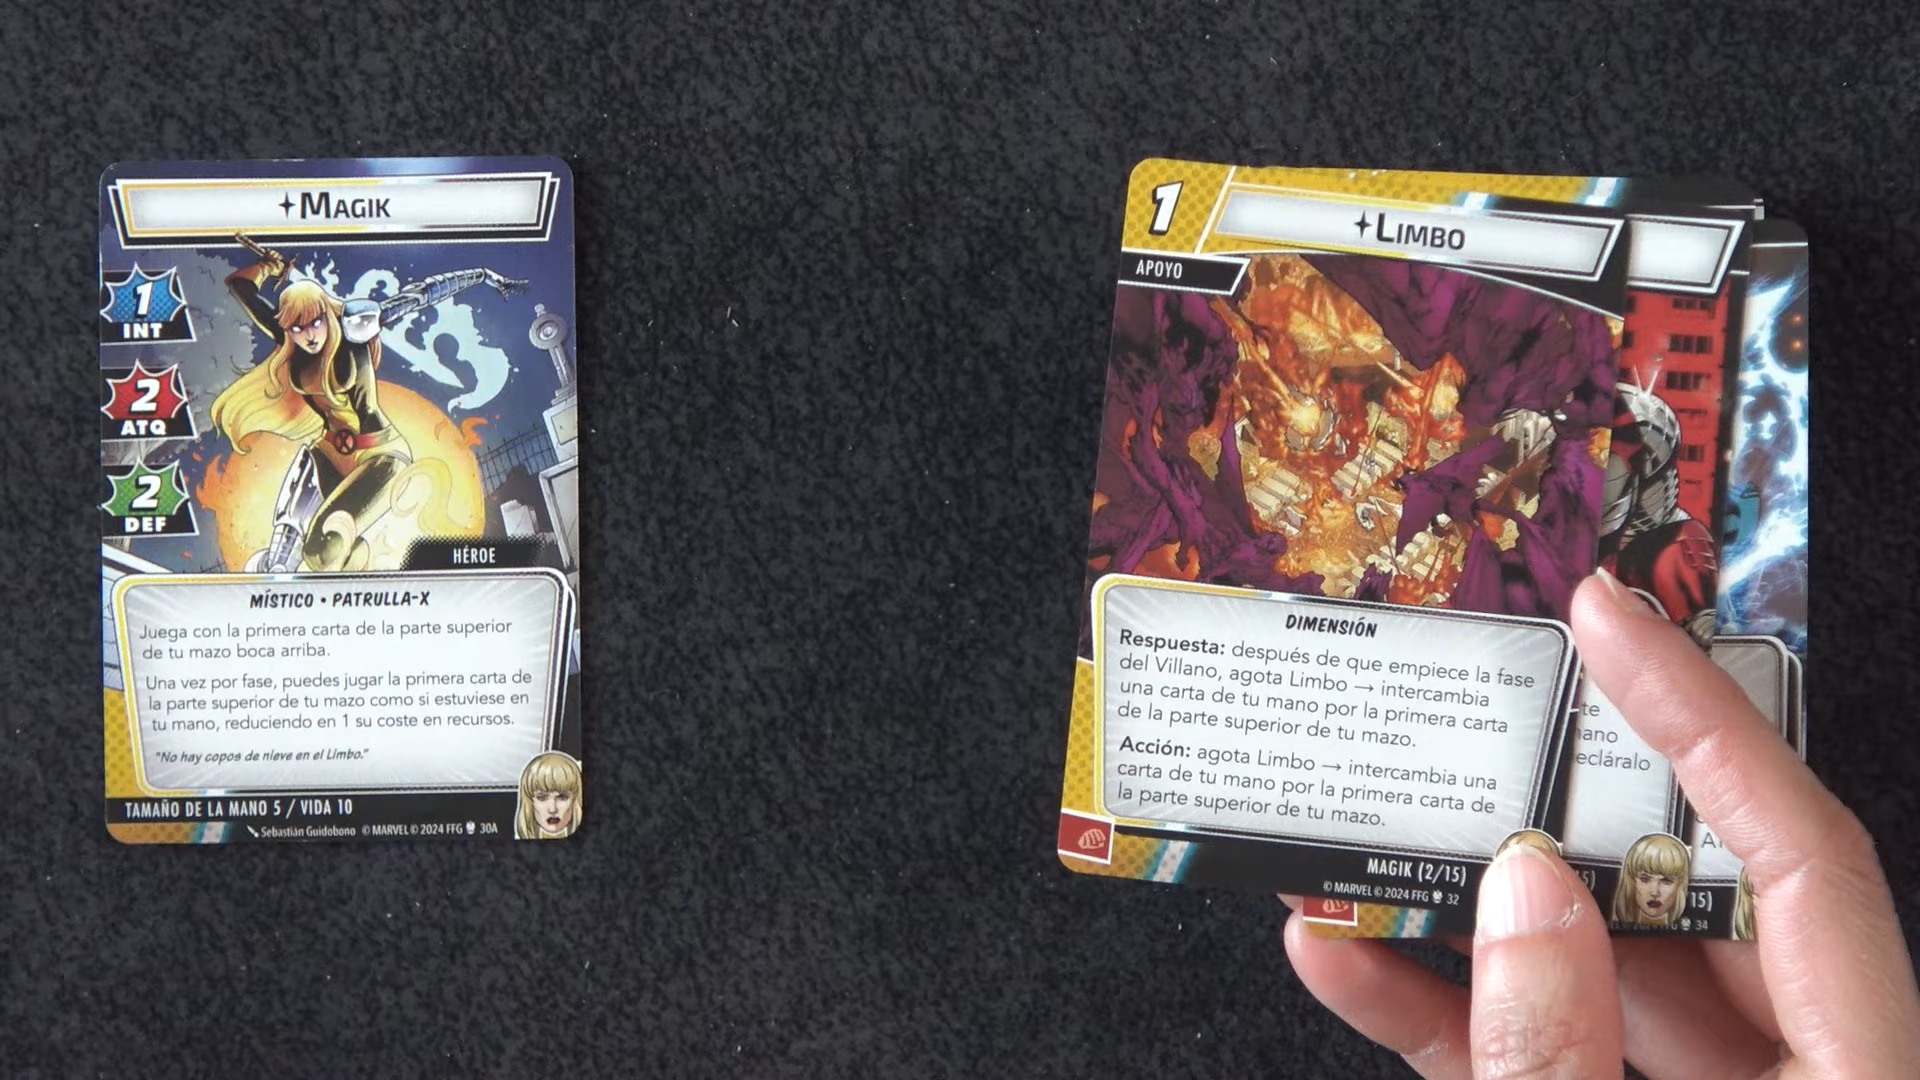 MAGIK
1
INT
2
ATQ
2
DEF
HÉROE
MÍSTICO • PATRULLA-X
Juega con la primera carta de la parte superior
de tu mazo boca arriba.
Una vez por fase, puedes jugar la primera carta de
la parte superior de tu mazo como si estuviese en
tu mano, reduciendo en 1 su coste en recursos.
"No hay copos de nieve en el Limbo."
TAMAÑO DE LA MANO 5 / VIDA 10
Sebastián Guidobono © MARVEL © 2024 FFG 30A
1
LIMBO
APOYO
DIMENSIÓN
Respuesta: después de que empiece la fase
del Villano, agota Limbo → intercambia
una carta de tu mano por la primera carta
de la parte superior de tu mazo.
Acción: agota Limbo → intercambia una
carta de tu mano por la primera carta de
la parte superior de tu mazo.
MAGIK (2/15)
© MARVEL © 2024 FFG 32
te
ano
ecláralo
5)
15)
34